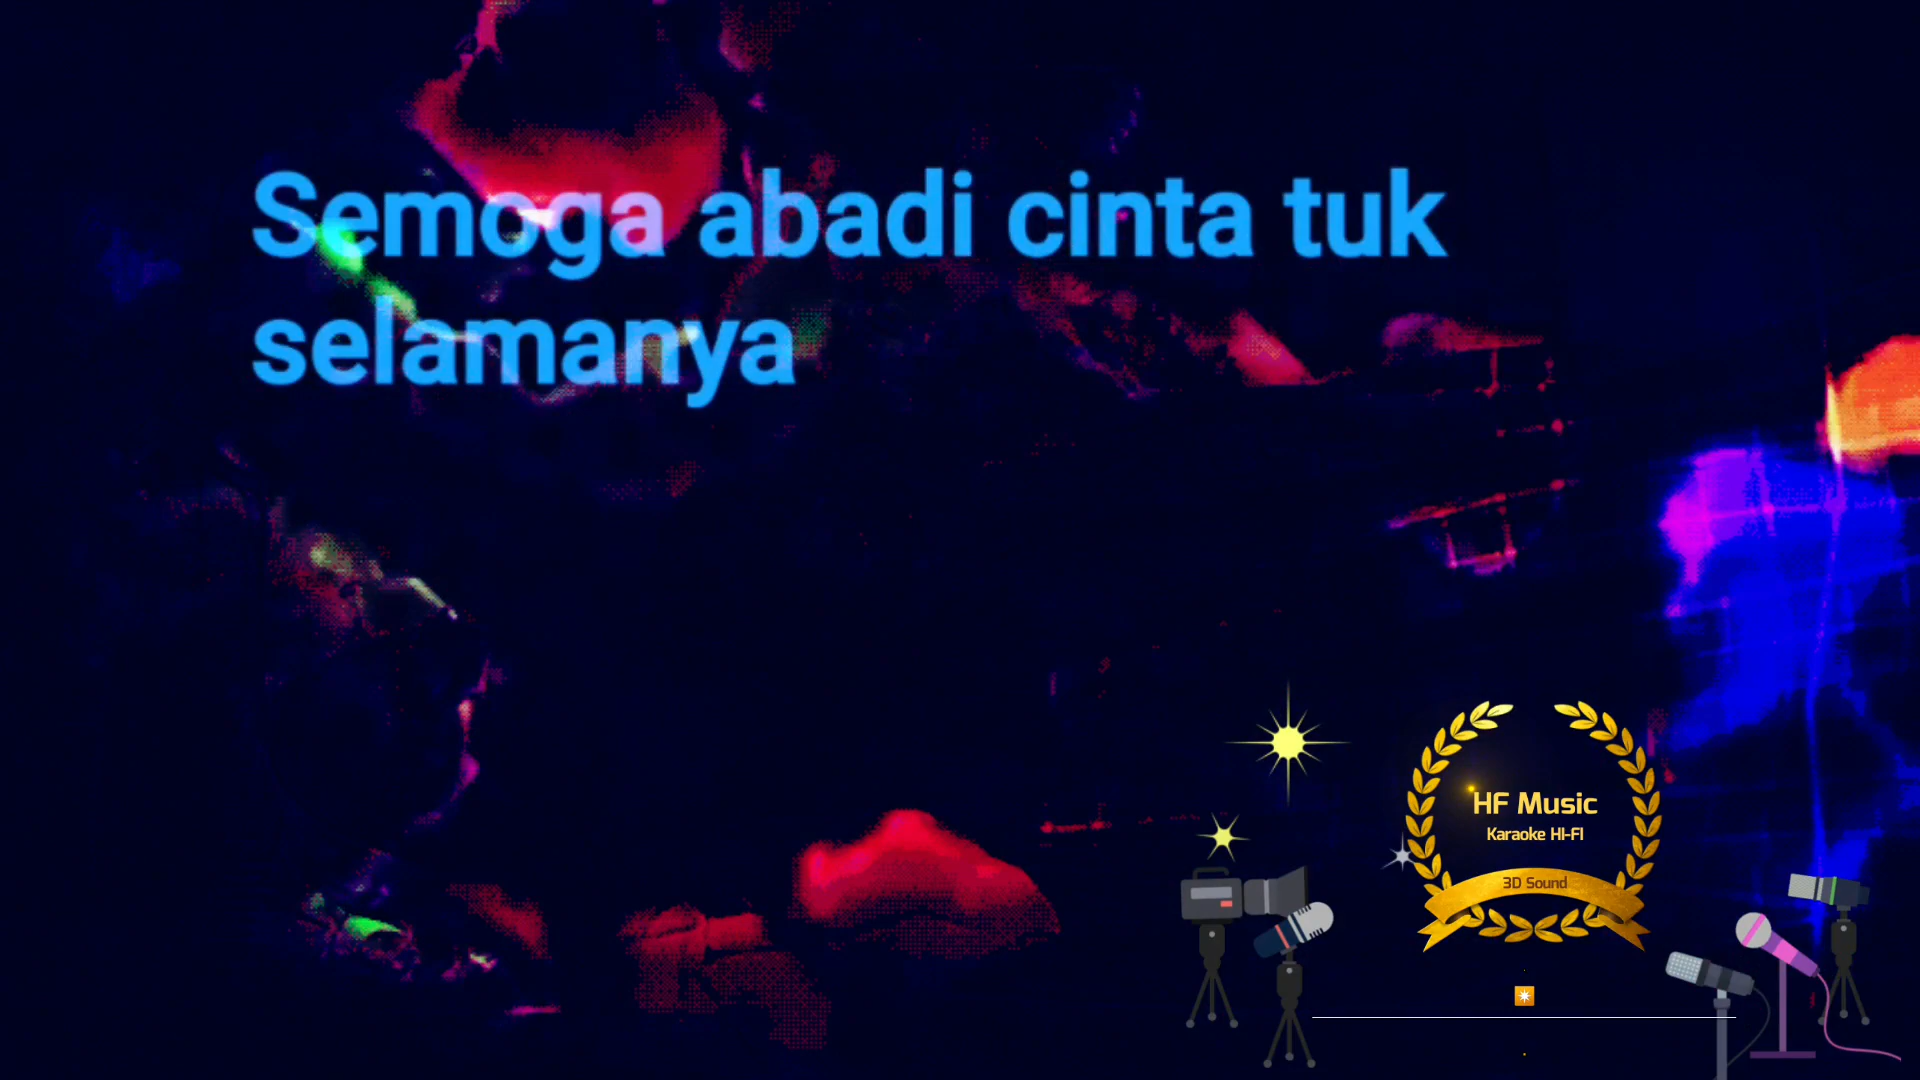 Semoga abadi cinta tuk
selamanya
HF Music
Karaoke HI-FI
3D Sound